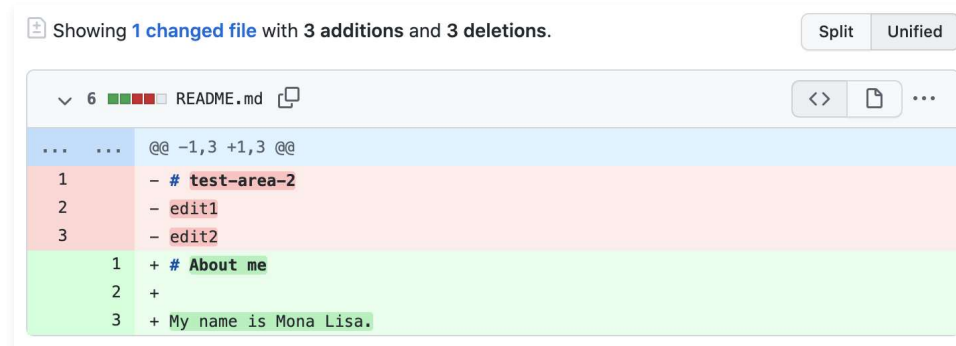 Showing 1 changed file with 3 additions and 3 deletions.
Split Unified
6 README.md
... ... @@ -1,3 +1,3 @@
1 - # test-area-2
2 - edit1
3 - edit2
1 + # About me
2 +
3 + My name is Mona Lisa.